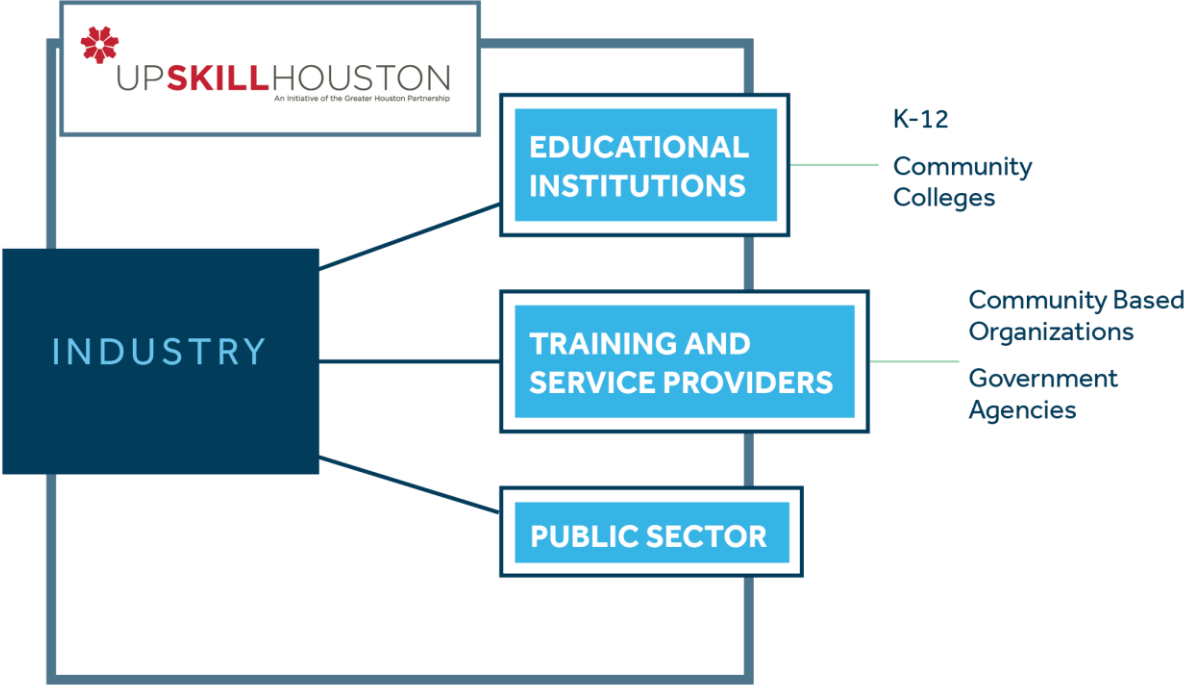 UPSKILLHOUSTON
An Initiative of the Greater Houston Partnership
INDUSTRY
EDUCATIONAL
INSTITUTIONS
K-12
Community
Colleges
TRAINING AND
SERVICE PROVIDERS
Community Based
Organizations
Government
Agencies
PUBLIC SECTOR